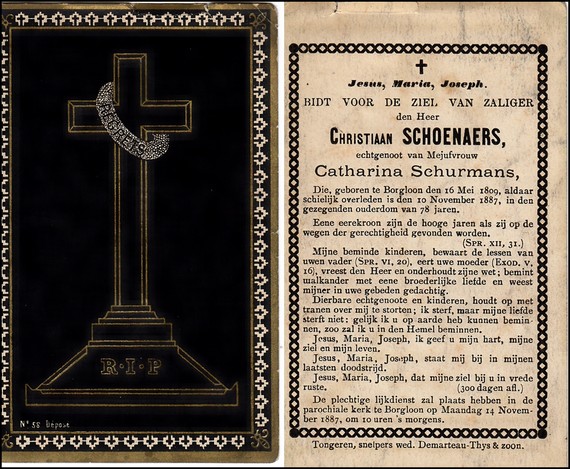 R·I·P
Nº 58 Déposé
Jesus, Maria, Joseph.
BIDT VOOR DE ZIEL VAN ZALIGER
den Heer
CHRISTIAAN SCHOENAERS,
echtgenoot van Mejufvrouw
Catharina Schurmans,
Die, geboren te Borgloon den 16 Mei 1809, aldaar
schielijk overleden is den 10 November 1887, in den
gezegenden ouderdom van 78 jaren.
Eene eerekroon zijn de hooge jaren als zij op de
wegen der gerechtigheid gevonden worden.
(SPR. XII, 31.)
Mijne beminde kinderen, bewaart de lessen van
uwen vader (SPR. VI, 20), eert uwe moeder (EXOD. V,
16), vreest den Heer en onderhoudt zijne wet; bemint
malkander met eene broederlijke liefde en weest
mijner in uwe gebeden gedachtig.
Dierbare echtgenoote en kinderen, houdt op met
tranen over mij te storten; ik sterf, maar mijne liefde
sterft niet: gelijk ik u op aarde heb kunnen bemin-
nen, zoo zal ik u in den Hemel beminnen.
Jesus, Maria, Joseph, ik geef u mijn hart, mijne
ziel en mijn leven.
Jesus, Maria, Joseph, staat mij bij in mijnen
laatsten doodstrijd.
Jesus, Maria, Joseph, dat mijne ziel bij u in vrede
ruste. (300 dagen afl.)
De plechtige lijkdienst zal plaats hebben in de
parochiale kerk te Borgloon op Maandag 14 Novem-
ber 1887, om 10 uren 's morgens.
Tongeren, snelpers wed. Demarteau-Thys & zoon.